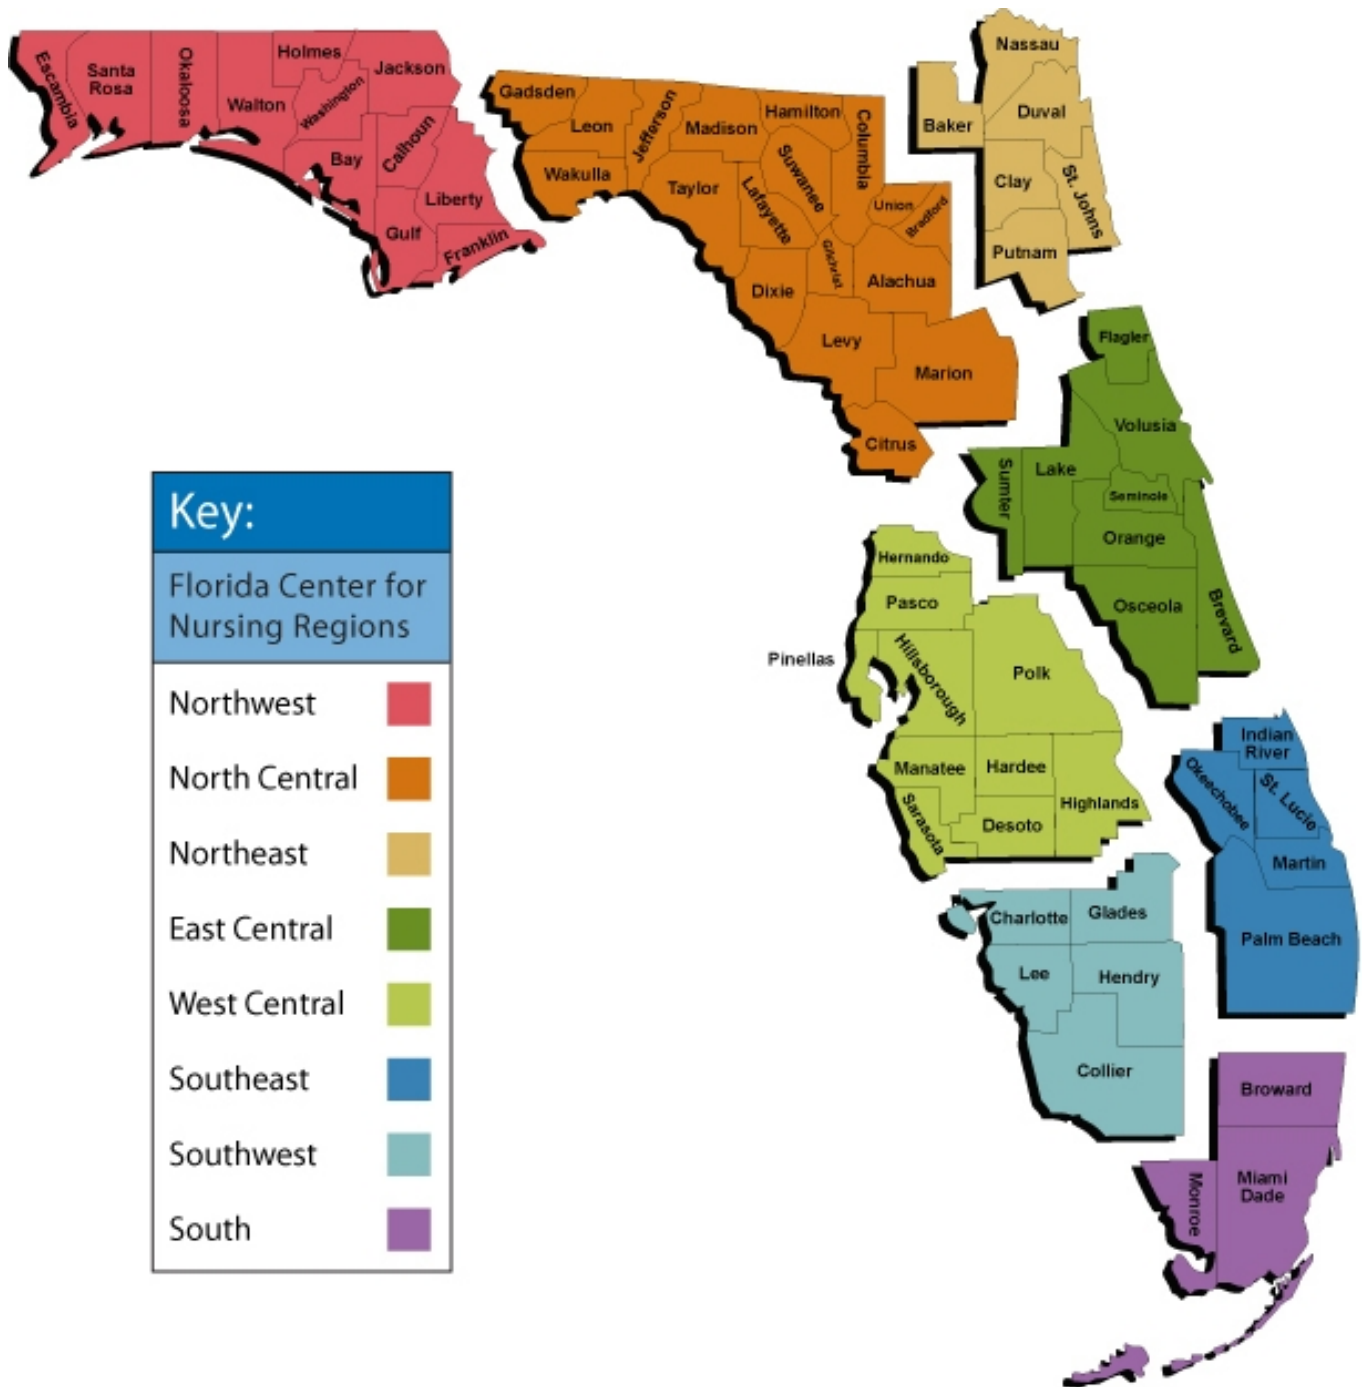 Escambia
Santa
Rosa
Okaloosa
Walton
Holmes
Washington
Jackson
Bay
Calhoun
Liberty
Gulf
Franklin
Gadsden
Leon
Wakulla
Jefferson
Madison
Taylor
Hamilton
Suwanee
Lafayette
Columbia
Union
Bradford
Gilchrist
Alachua
Dixie
Levy
Marion
Citrus
Nassau
Baker
Duval
Clay
St. Johns
Putnam
Flagler
Volusia
Sumter
Lake
Seminole
Orange
Osceola
Brevard
Hernando
Pasco
Pinellas
Hillsborough
Polk
Manatee
Hardee
Highlands
Sarasota
Desoto
Indian
River
Okeechobee
St. Lucie
Martin
Palm Beach
Charlotte
Glades
Lee
Hendry
Collier
Broward
Miami
Dade
Monroe
Key:
Florida Center for
Nursing Regions
Northwest
North Central
Northeast
East Central
West Central
Southeast
Southwest
South